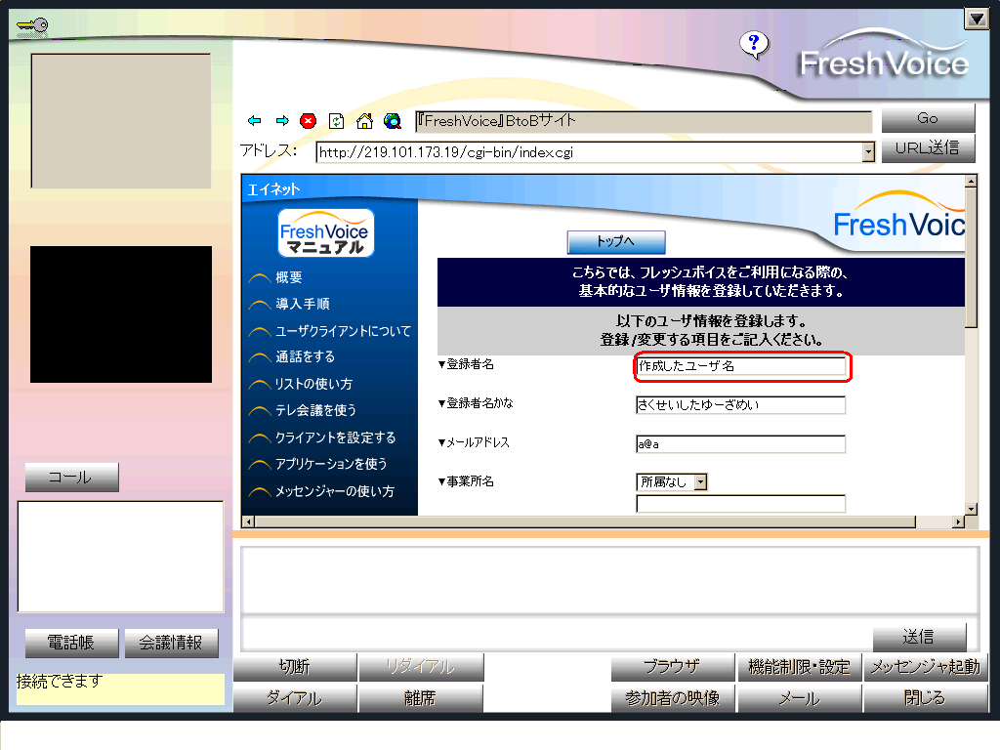 FreshVoice
『FreshVoice』BtoBサイト
Go
アドレス:
http://219.101.173.19/cgi-bin/index.cgi
URL送信
エイネット
FreshVoice
マニュアル
FreshVoic
トップへ
概要
導入手順
ユーザクライアントについて
通話をする
リストの使い方
テレ会議を使う
クライアントを設定する
アプリケーションを使う
メッセンジャーの使い方
こちらでは、フレッシュボイスをご利用になる際の、
基本的なユーザ情報を登録していただきます。
以下のユーザ情報を登録します。
登録/変更する項目をご記入ください。
▼登録者名
作成したユーザ名
▼登録者名かな
さくせいしたゆーざめい
▼メールアドレス
a@a
▼事業所名
所属なし
コール
電話帳
会議情報
接続できます
送信
切断
リダイアル
ブラウザ
機能制限・設定
メッセンジャ起動
ダイアル
離席
参加者の映像
メール
閉じる